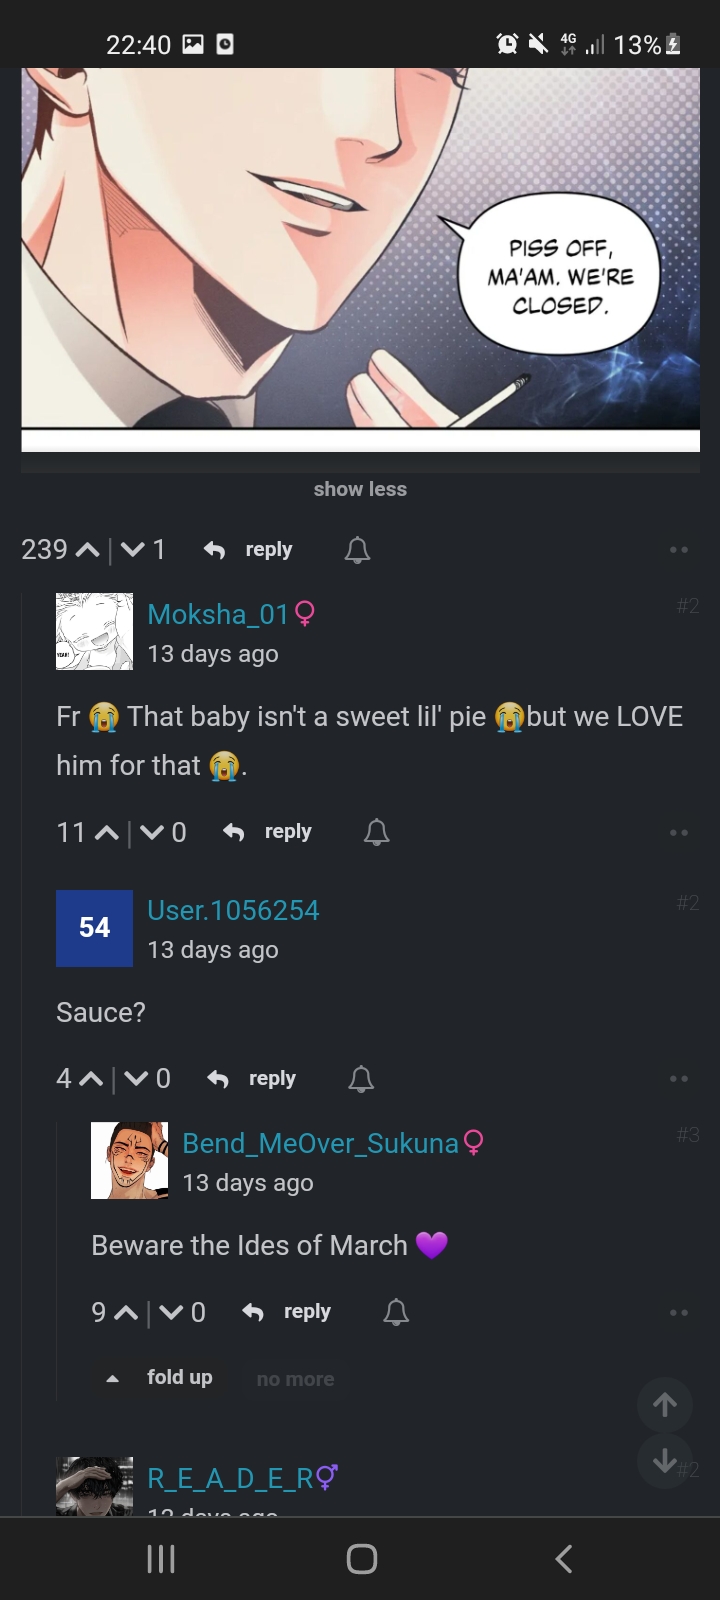 22:40 4G 13%
PISS OFF,
MA'AM. WE'RE
CLOSED.
show less
239 | 1 reply
#2
Moksha_01
13 days ago
YEAH!
Fr 😭 That baby isn't a sweet lil' pie 😭but we LOVE
him for that 😭.
11 | 0 reply
#2
54
User.1056254
13 days ago
Sauce?
4 | 0 reply
#3
Bend_MeOver_Sukuna
13 days ago
Beware the Ides of March 💜
9 | 0 reply
fold up no more
#2
R_E_A_D_E_R